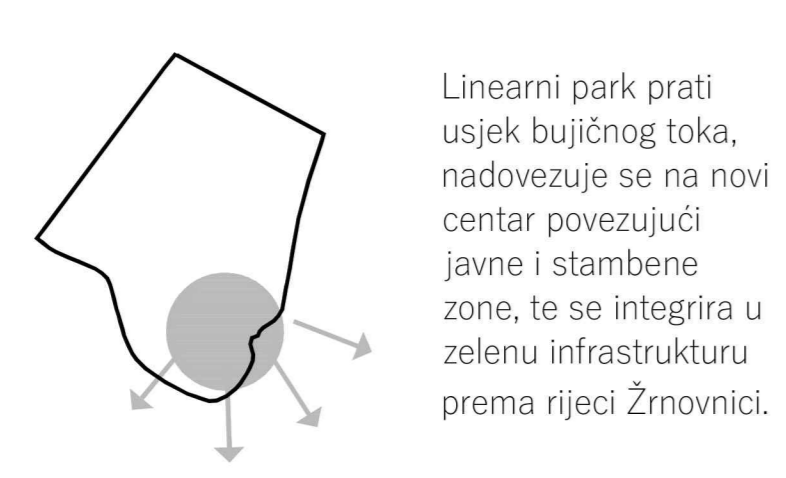 Linearni park prati
usjek bujičnog toka,
nadovezuje se na novi
centar povezujući
javne i stambene
zone, te se integrira u
zelenu infrastrukturu
prema rijeci Žrnovnici.